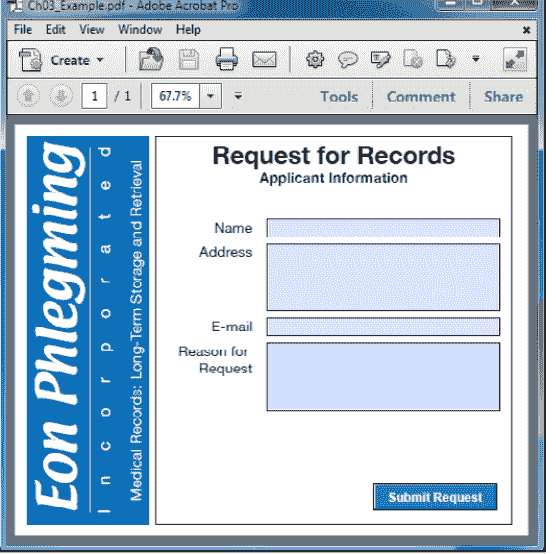 Ch03_Example.pdf - Adobe Acrobat Pro
File Edit View Window Help
Create
1 / 1 67.7% Tools Comment Share
Eon Phlegming
Incorporated
Medical Records: Long-Term Storage and Retrieval
Request for Records
Applicant Information
Name
Address
E-mail
Reason for
Request
Submit Request